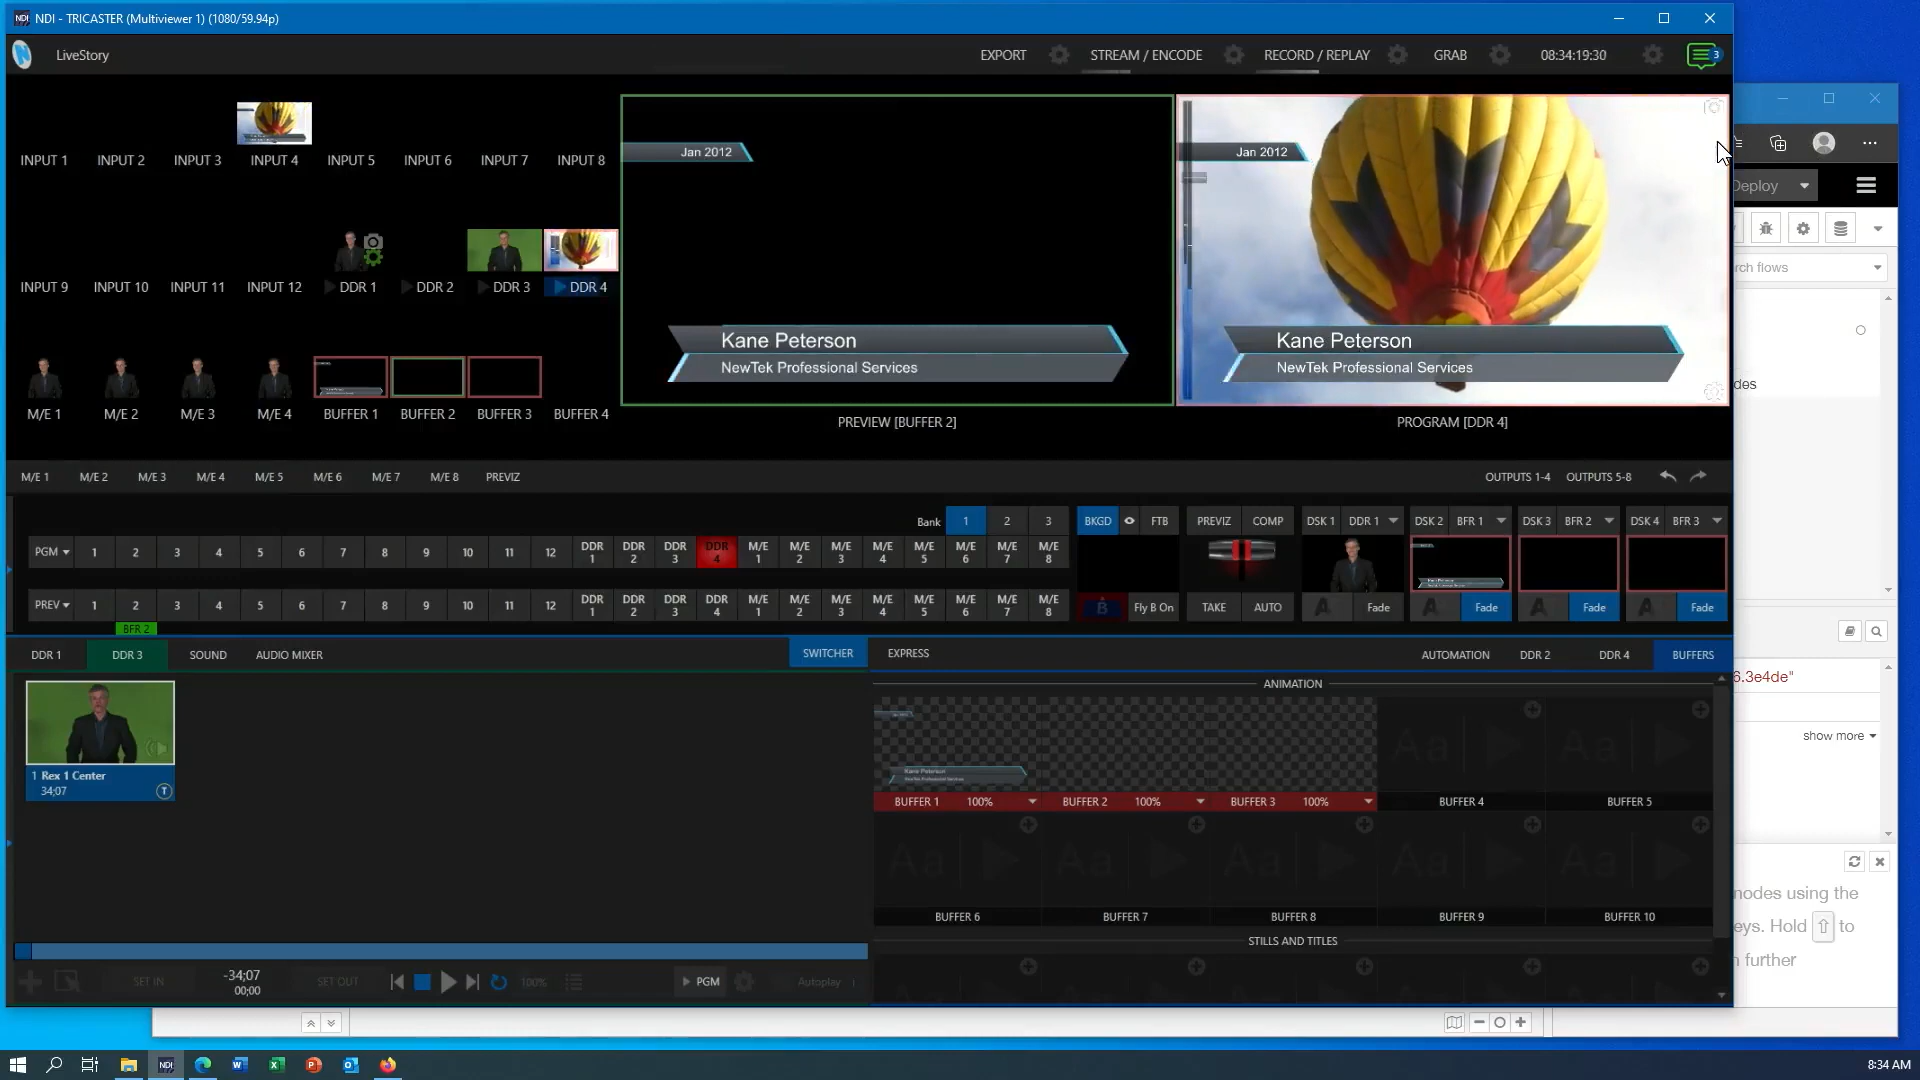 NDI - TRICASTER (Multiviewer 1) (1080/59.94p)
LiveStory
EXPORT
STREAM / ENCODE
RECORD / REPLAY
GRAB
08:34:19:30
3
INPUT 1 INPUT 2 INPUT 3 INPUT 4 INPUT 5 INPUT 6 INPUT 7 INPUT 8
INPUT 9 INPUT 10 INPUT 11 INPUT 12 DDR 1 DDR 2 DDR 3 DDR 4
M/E 1 M/E 2 M/E 3 M/E 4 BUFFER 1 BUFFER 2 BUFFER 3 BUFFER 4
Jan 2012
Kane Peterson
NewTek Professional Services
PREVIEW [BUFFER 2]
Jan 2012
Kane Peterson
NewTek Professional Services
PROGRAM [DDR 4]
M/E 1 M/E 2 M/E 3 M/E 4 M/E 5 M/E 6 M/E 7 M/E 8 PREVIZ
OUTPUTS 1-4 OUTPUTS 5-8
Bank 1 2 3
PGM 1 2 3 4 5 6 7 8 9 10 11 12 DDR 1 DDR 2 DDR 3 DDR 4 M/E 1 M/E 2 M/E 3 M/E 4 M/E 5 M/E 6 M/E 7 M/E 8
PREV 1 2 3 4 5 6 7 8 9 10 11 12 DDR 1 DDR 2 DDR 3 DDR 4 M/E 1 M/E 2 M/E 3 M/E 4 M/E 5 M/E 6 M/E 7 M/E 8
BFR 2
BKGD FTB PREVIZ COMP
DSK 1 DDR 1 DSK 2 BFR 1 DSK 3 BFR 2 DSK 4 BFR 3
B Fly B On TAKE AUTO
A Fade A Fade A Fade A Fade
DDR 1 DDR 3 SOUND AUDIO MIXER
SWITCHER EXPRESS
AUTOMATION DDR 2 DDR 4 BUFFERS
1 Rex 1 Center
34;07
T
ANIMATION
Kane Peterson
BUFFER 1 100% BUFFER 2 100% BUFFER 3 100% BUFFER 4 BUFFER 5
Aa Aa
Aa Aa Aa Aa Aa
BUFFER 6 BUFFER 7 BUFFER 8 BUFFER 9 BUFFER 10
STILLS AND TITLES
SET IN
-34;07
00;00
SET OUT
100%
PGM
Autoplay
Deploy
rch flows
des
6.3e4de"
show more
nodes using the
eys. Hold ⇧ to
further
NDI
8:34 AM